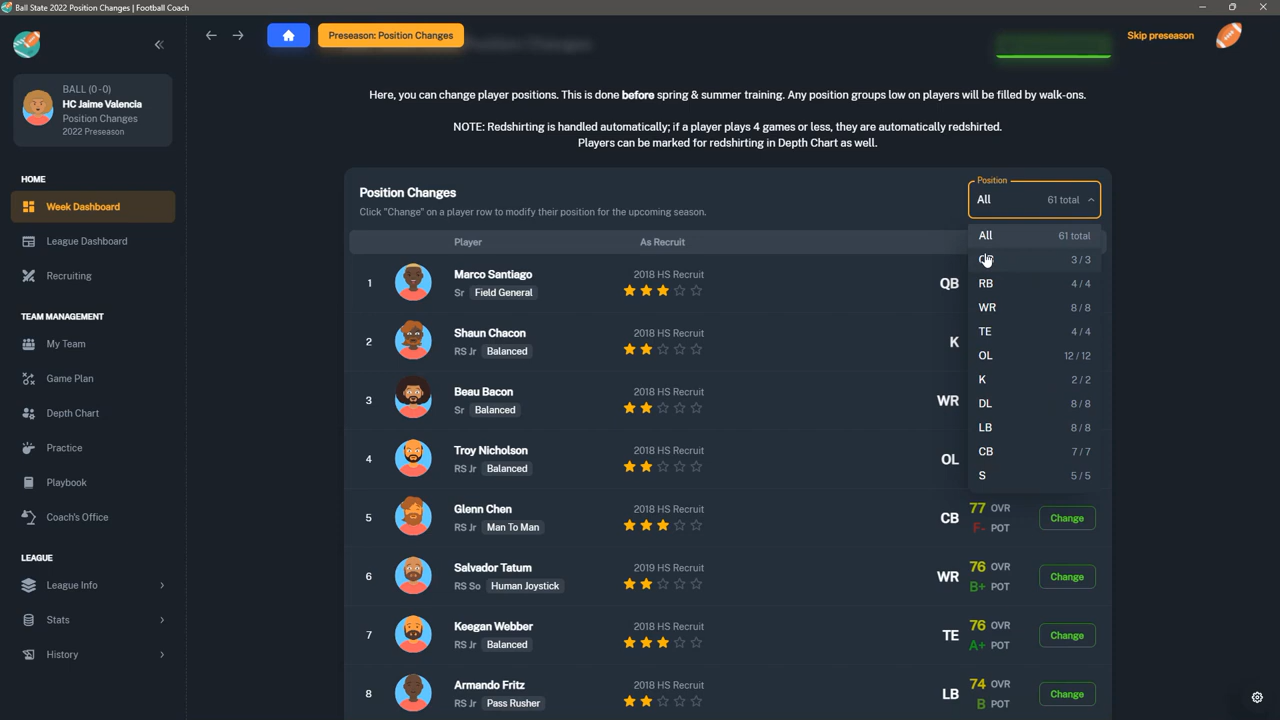 Ball State 2022 Position Changes | Football Coach
Preseason: Position Changes
Skip preseason
BALL (0-0)
HC Jaime Valencia
Position Changes
2022 Preseason
HOME
Week Dashboard
League Dashboard
Recruiting
TEAM MANAGEMENT
My Team
Game Plan
Depth Chart
Practice
Playbook
Coach's Office
LEAGUE
League Info
Stats
History
Here, you can change player positions. This is done before spring & summer training. Any position groups low on players will be filled by walk-ons.
NOTE: Redshirting is handled automatically; if a player plays 4 games or less, they are automatically redshirted.
Players can be marked for redshirting in Depth Chart as well.
Position Changes
Click "Change" on a player row to modify their position for the upcoming season.
Position
All 61 total
All 61 total
3 / 3
RB 4 / 4
WR 8 / 8
TE 4 / 4
OL 12 / 12
K 2 / 2
DL 8 / 8
LB 8 / 8
CB 7 / 7
S 5 / 5
Player As Recruit
1 Marco Santiago 2018 HS Recruit QB
Sr Field General
2 Shaun Chacon 2018 HS Recruit K
RS Jr Balanced
3 Beau Bacon 2018 HS Recruit WR
Sr Balanced
4 Troy Nicholson 2018 HS Recruit OL
RS Jr Balanced
5 Glenn Chen 2018 HS Recruit CB 77 OVR Change
RS Jr Man To Man F- POT
6 Salvador Tatum 2019 HS Recruit WR 76 OVR Change
RS So Human Joystick B+ POT
7 Keegan Webber 2018 HS Recruit TE 76 OVR Change
RS Jr Balanced A+ POT
8 Armando Fritz 2018 HS Recruit LB 74 OVR Change
RS Jr Pass Rusher B POT